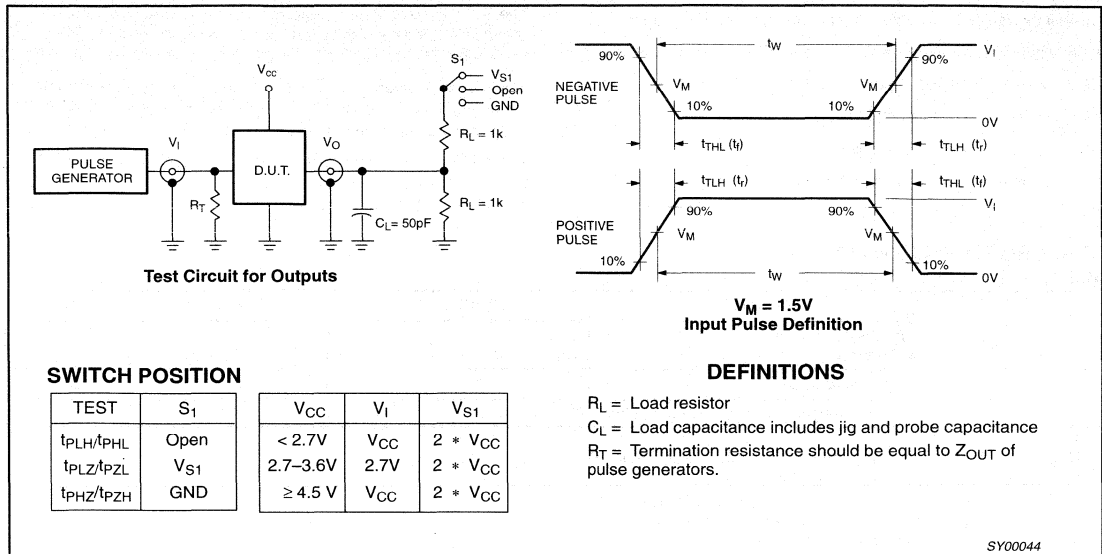 PULSE
GENERATOR
V_I
R_T
V_CC
D.U.T.
V_O
C_L = 50pF
S_1
V_S1
Open
GND
R_L = 1k
R_L = 1k
Test Circuit for Outputs
NEGATIVE
PULSE
90%
t_W
90%
V_I
V_M
V_M
10%
10%
0V
t_THL (t_f)
t_TLH (t_r)
t_TLH (t_r)
t_THL (t_f)
V_I
POSITIVE
PULSE
90%
90%
V_M
V_M
10%
10%
t_W
0V
V_M = 1.5V
Input Pulse Definition
SWITCH POSITION
TEST S_1
t_PLH/t_PHL Open
t_PLZ/t_PZL V_S1
t_PHZ/t_PZH GND
V_CC V_I V_S1
< 2.7V V_CC 2 * V_CC
2.7–3.6V 2.7V 2 * V_CC
≥ 4.5 V V_CC 2 * V_CC
DEFINITIONS
R_L = Load resistor
C_L = Load capacitance includes jig and probe capacitance
R_T = Termination resistance should be equal to Z_OUT of
pulse generators.
SY00044